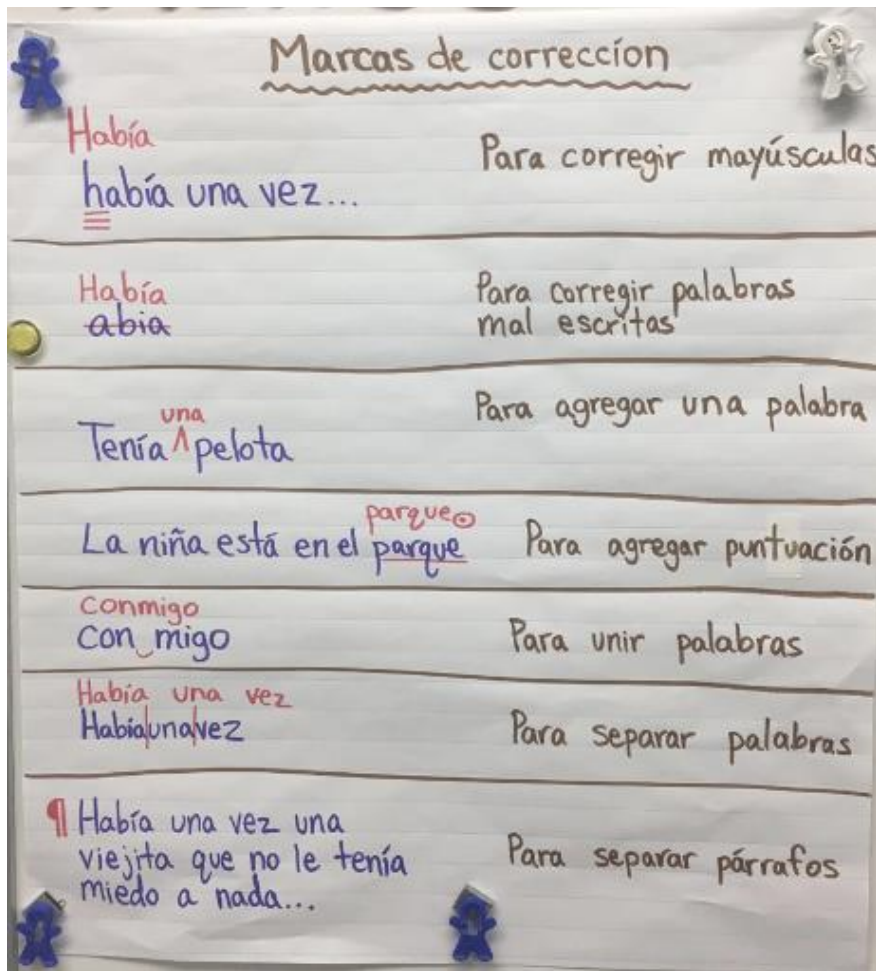 Marcas de corrección
Había
había una vez...
Para corregir mayúsculas
Había
abia
Para corregir palabras
mal escritas
una
Tenía ^ pelota
Para agregar una palabra
parque.
La niña está en el parque
Para agregar puntuación
Conmigo
con migo
Para unir palabras
Había una vez
Había|una|vez
Para separar palabras
¶ Había una vez una
viejita que no le tenía
miedo a nada...
Para separar párrafos